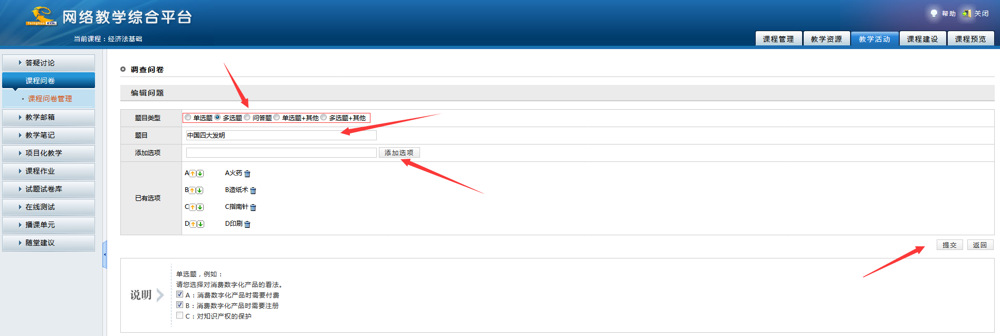 网络教学综合平台
Tsinghua COL
帮助 关闭
当前课程：经济法基础
课程管理 教学资源 教学活动 课程建设 课程预览
答疑讨论
课程问卷
课程问卷管理
教学邮箱
教学笔记
项目化教学
课程作业
试题试卷库
在线测试
播课单元
随堂建议
调查问卷
编辑问题
题目类型 单选题 多选题 问答题 单选题+其他 多选题+其他
题目 中国四大发明
添加选项 添加选项
已有选项
A A火药
B B造纸术
C C指南针
D D印刷
提交 返回
说明
单选题，例如：
请您选择对消费数字化产品的看法。
A：消费数字化产品时需要付费
B：消费数字化产品时需要注册
C：对知识产权的保护